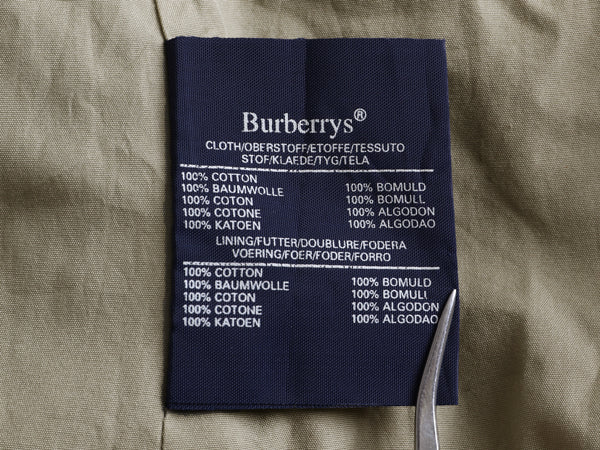 Burberrys®
CLOTH/OBERSTOFF/ETOFFE/TESSUTO
STOF/KLAEDE/TYG/TELA
100% COTTON
100% BAUMWOLLE 100% BOMULD
100% COTON 100% BOMULL
100% COTONE 100% ALGODON
100% KATOEN 100% ALGODAO
LINING/FUTTER/DOUBLURE/FODERA
VOERING/FOER/FODER/FORRO
100% COTTON
100% BAUMWOLLE 100% BOMULD
100% COTON 100% BOMULL
100% COTONE 100% ALGODON
100% KATOEN 100% ALGODAO